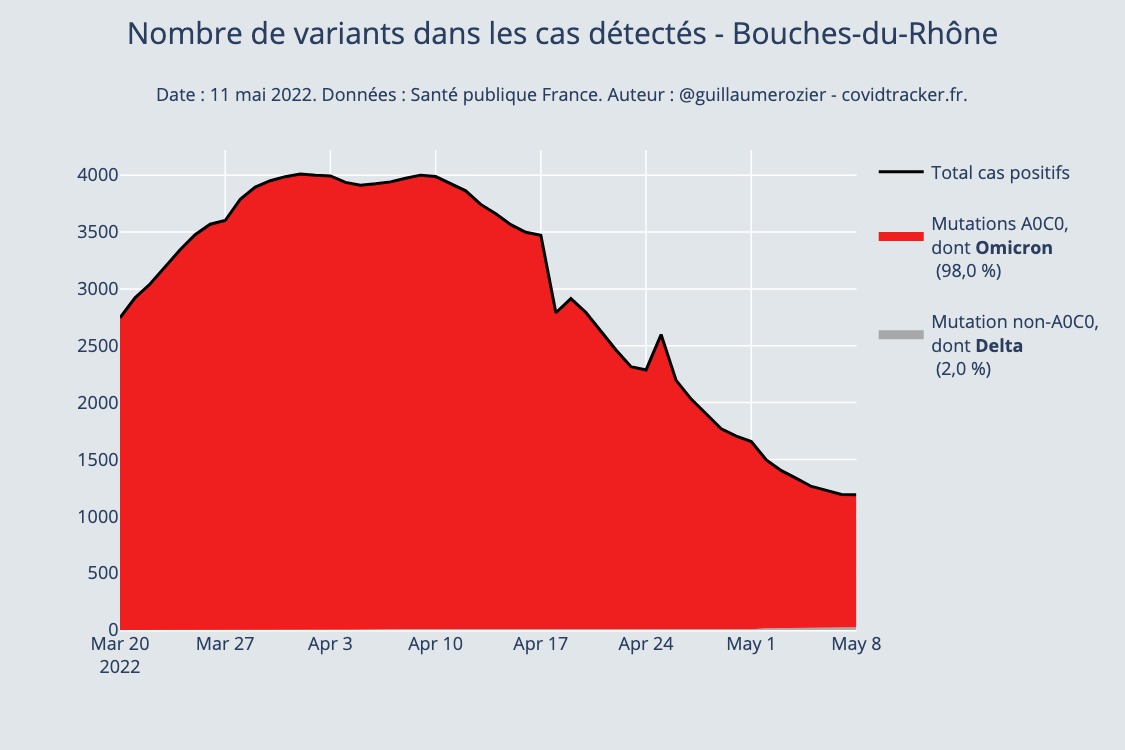 Nombre de variants dans les cas détectés - Bouches-du-Rhône
Date : 11 mai 2022. Données : Santé publique France. Auteur : @guillaumerozier - covidtracker.fr.
4000
3500
3000
2500
2000
1500
1000
500
0
Mar 20
2022
Mar 27
Apr 3
Apr 10
Apr 17
Apr 24
May 1
May 8
Total cas positifs
Mutations A0C0,
dont Omicron
(98,0 %)
Mutation non-A0C0,
dont Delta
(2,0 %)